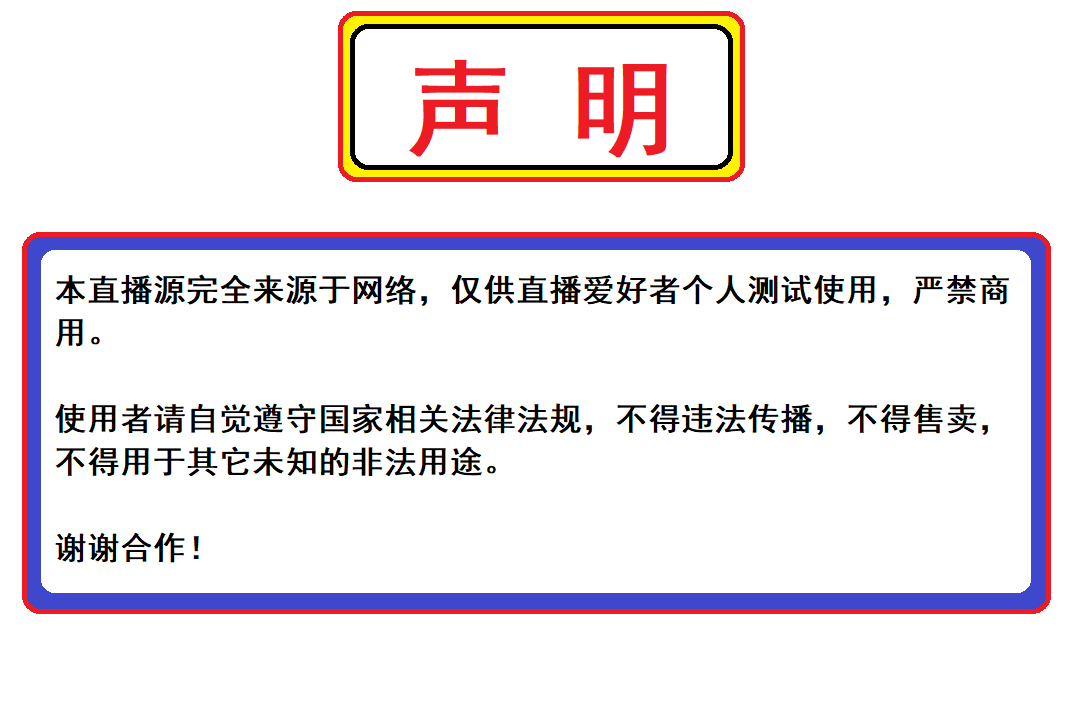 声 明
本直播源完全来源于网络，仅供直播爱好者个人测试使用，严禁商
用。
使用者请自觉遵守国家相关法律法规，不得违法传播，不得售卖，
不得用于其它未知的非法用途。
谢谢合作！